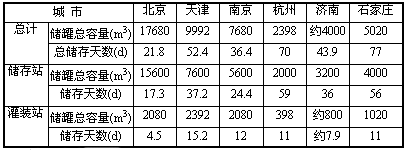 城 市 北京 天津 南京 杭州 济南 石家庄
总计 储罐总容量(m³) 17680 9992 7680 2398 约4000 5020
总储存天数(d) 21.8 52.4 36.4 70 43.9 77
储存站 储罐总容量(m³) 15600 7600 5600 2000 3200 4000
储存天数(d) 17.3 37.2 24.4 59 36 56
灌装站 储罐总容量(m³) 2080 2392 2080 398 约800 1020
储存天数(d) 4.5 15.2 12 11 约7.9 11